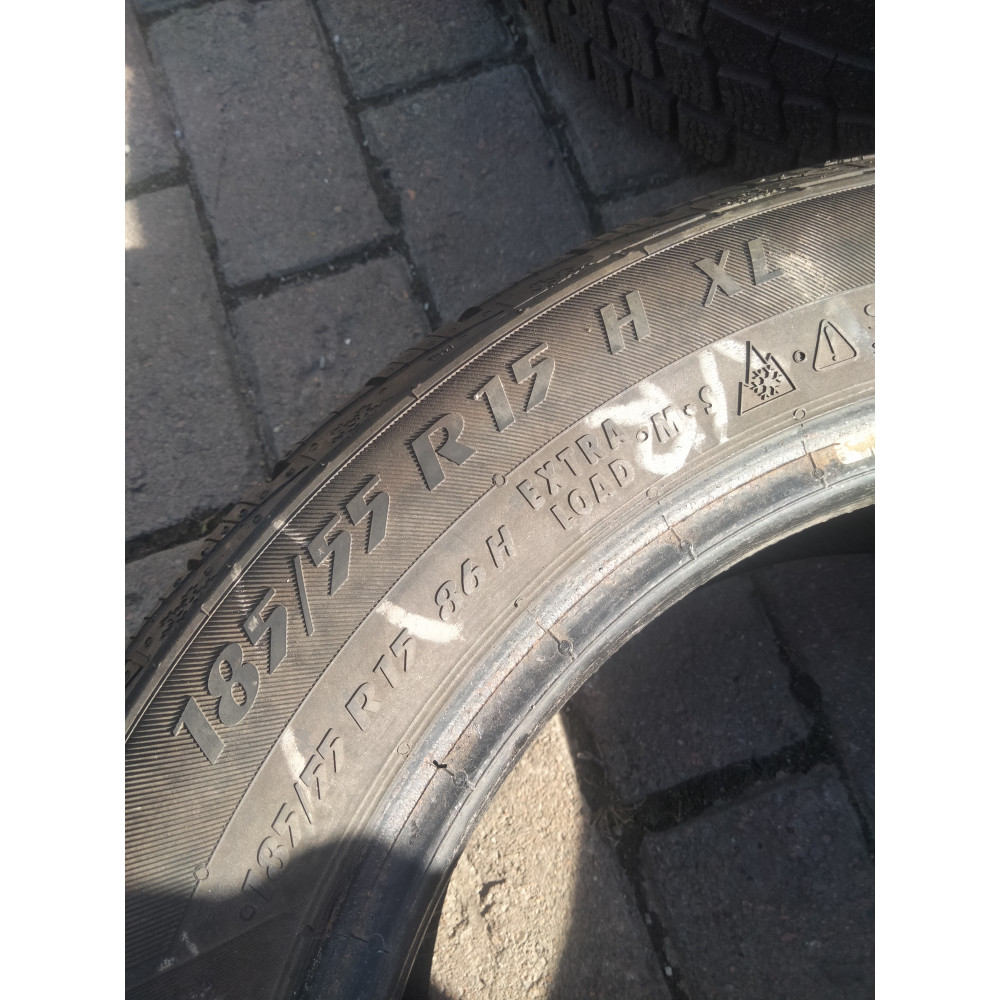 185/55 R15 H XL
185/55 R15 86 H EXTRA LOAD •M•S